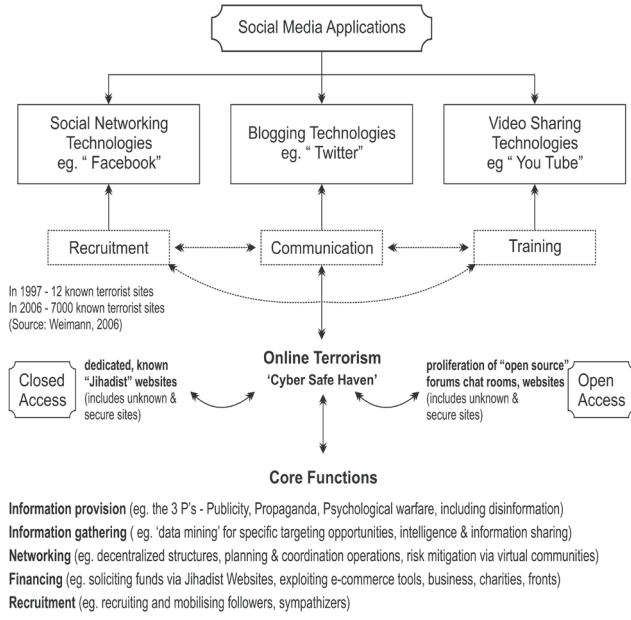 Social Media Applications
Social Networking
Technologies
eg. “ Facebook”
Blogging Technologies
eg. “ Twitter”
Video Sharing
Technologies
eg “ You Tube”
Recruitment
Communication
Training
In 1997 - 12 known terrorist sites
In 2006 - 7000 known terrorist sites
(Source: Weimann, 2006)
Online Terrorism
‘Cyber Safe Haven’
Closed
Access
dedicated, known
“Jihadist” websites
(includes unknown &
secure sites)
proliferation of “open source”
forums chat rooms, websites
(includes unknown &
secure sites)
Open
Access
Core Functions
Information provision (eg. the 3 P's - Publicity, Propaganda, Psychological warfare, including disinformation)
Information gathering ( eg. ‘data mining’ for specific targeting opportunities, intelligence & information sharing)
Networking (eg. decentralized structures, planning & coordination operations, risk mitigation via virtual communities)
Financing (eg. soliciting funds via Jihadist Websites, exploiting e-commerce tools, business, charities, fronts)
Recruitment (eg. recruiting and mobilising followers, sympathizers)